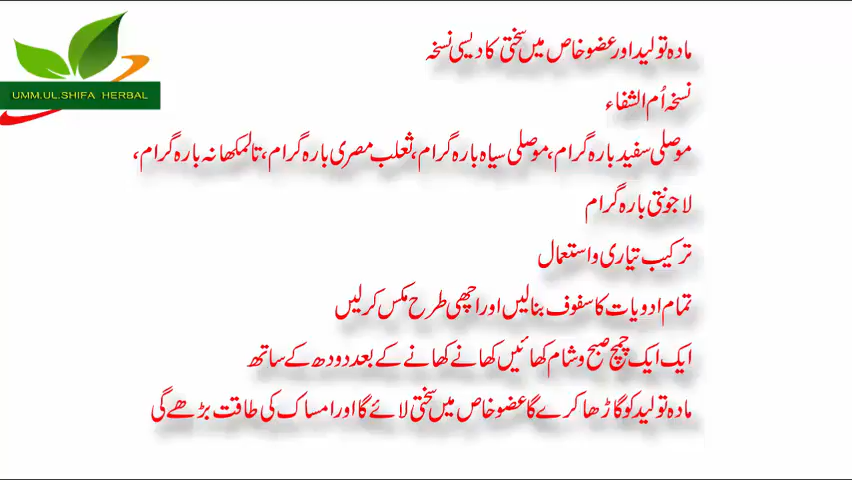 UMM.UL.SHIFA HERBAL
مادہ تولید اور عضو خاص میں سختی کا دیسی نسخہ
نسخہ اُم الشفاء
موصلی سفید بارہ گرام، موصلی سیاہ بارہ گرام، ثعلب مصری بارہ گرام، تالمکھانہ بارہ گرام،
لاجونتی بارہ گرام
ترکیب تیاری و استعمال
تمام ادویات کا سفوف بنالیں اور اچھی طرح مکس کرلیں
ایک ایک چمچ صبح و شام کھائیں کھانے کھانے کے بعد دودھ کے ساتھ
مادہ تولید کو گاڑھا کرے گا عضو خاص میں سختی لائے گا اور امساک کی طاقت بڑھے گی